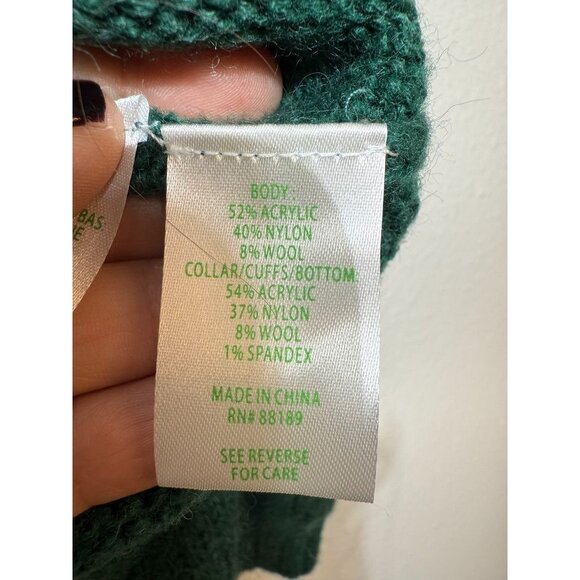 BODY:
52% ACRYLIC
40% NYLON
8% WOOL
COLLAR/CUFFS/BOTTOM:
54% ACRYLIC
37% NYLON
8% WOOL
1% SPANDEX
MADE IN CHINA
RN# 88189
SEE REVERSE
FOR CARE